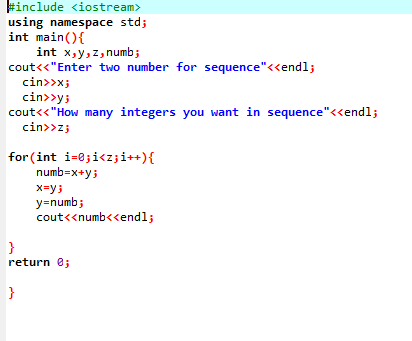 #include <iostream>
using namespace std;
int main(){
    int x,y,z,numb;
cout<<"Enter two number for sequence"<<endl;
  cin>>x;
  cin>>y;
cout<<"How many integers you want in sequence"<<endl;
  cin>>z;

for(int i=0;i<z;i++){
    numb=x+y;
    x=y;
    y=numb;
    cout<<numb<<endl;

}
return 0;

}